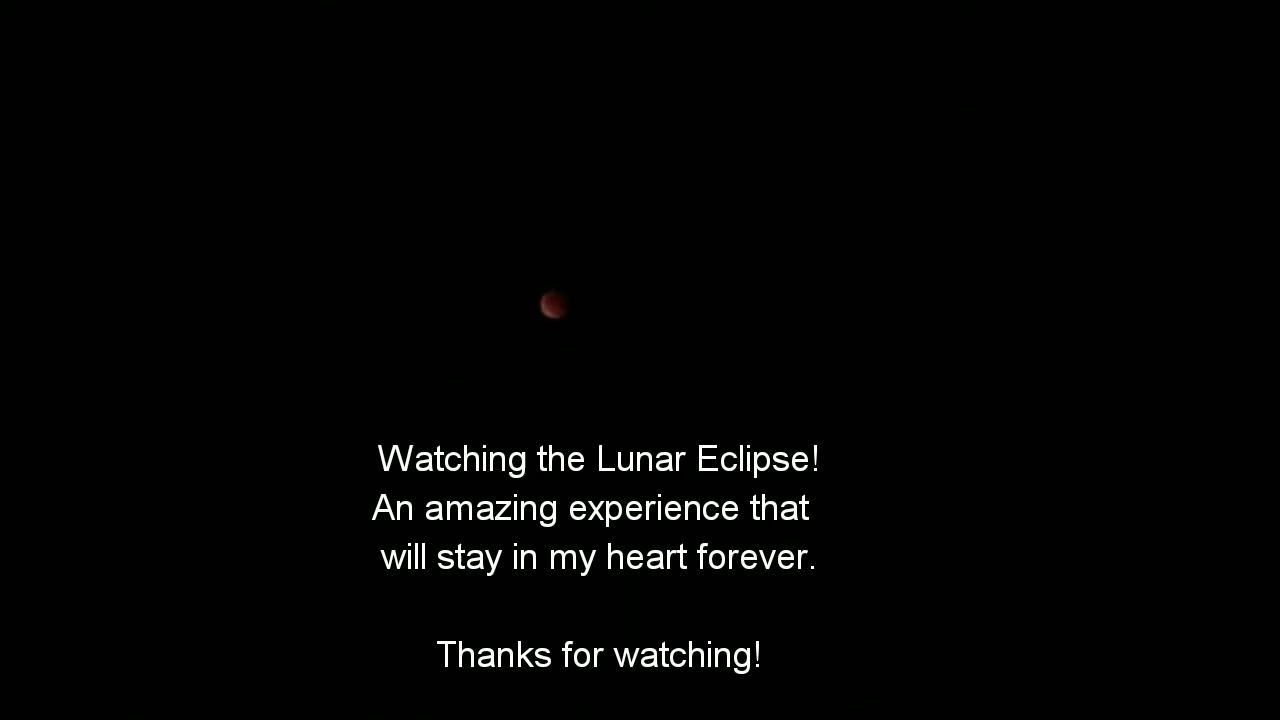 Watching the Lunar Eclipse!
An amazing experience that
will stay in my heart forever.
Thanks for watching!